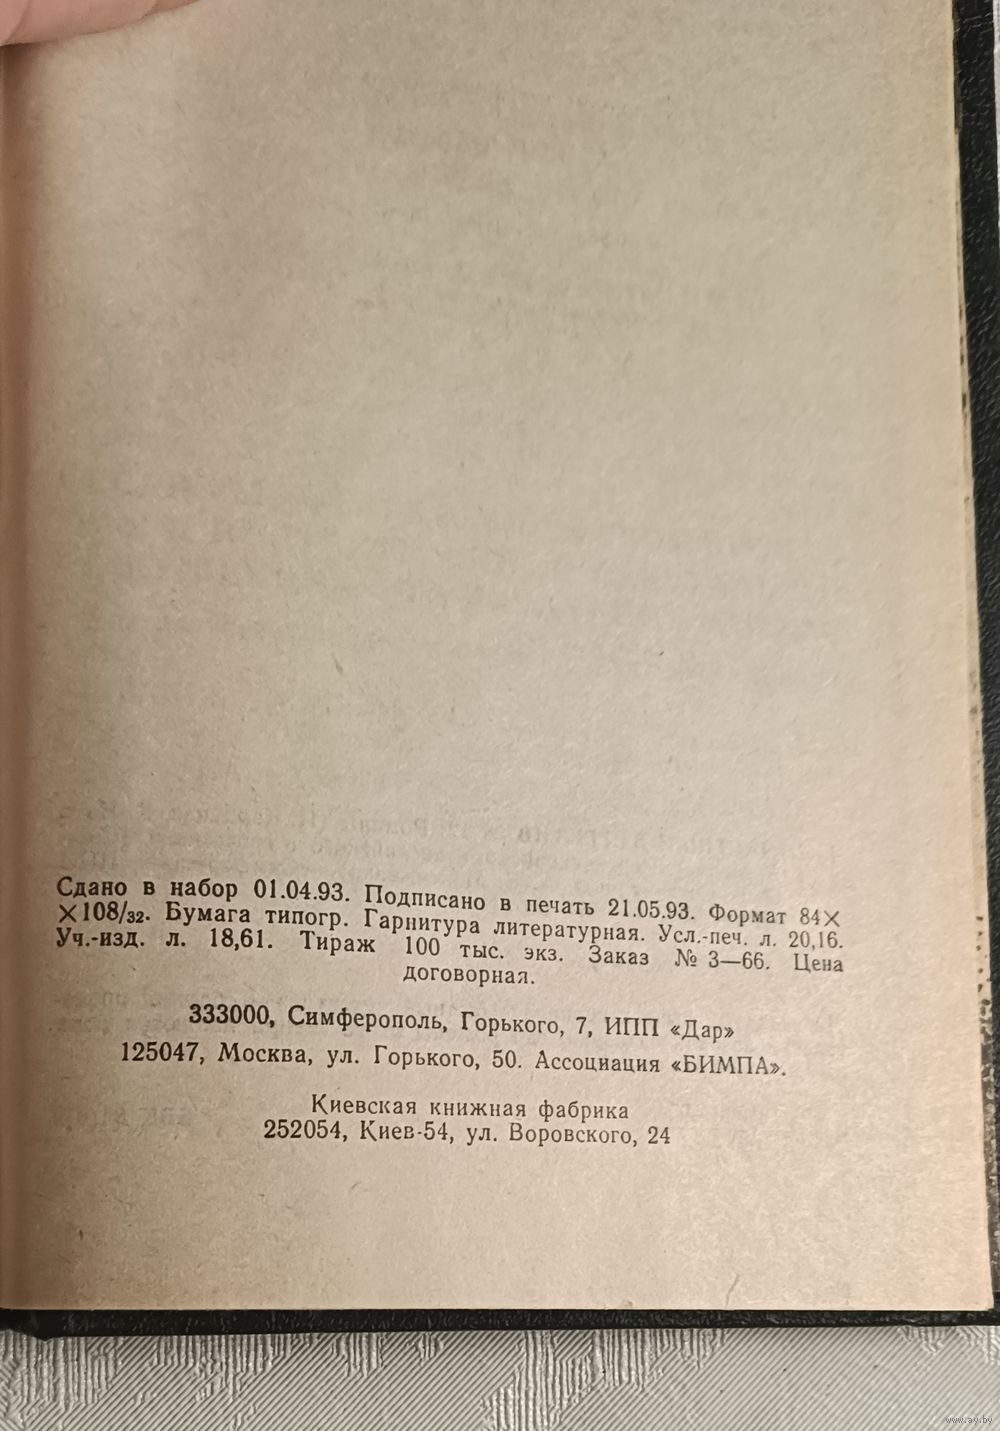 Сдано в набор 01.04.93. Подписано в печать 21.05.93. Формат 84×
×108/32. Бумага типогр. Гарнитура литературная. Усл.-печ. л. 20,16.
Уч.-изд. л. 18,61. Тираж 100 тыс. экз. Заказ № 3—66. Цена
договорная.
333000, Симферополь, Горького, 7, ИПП «Дар»
125047, Москва, ул. Горького, 50. Ассоциация «БИМПА».
Киевская книжная фабрика
252054, Киев-54, ул. Воровского, 24
www.ay.by